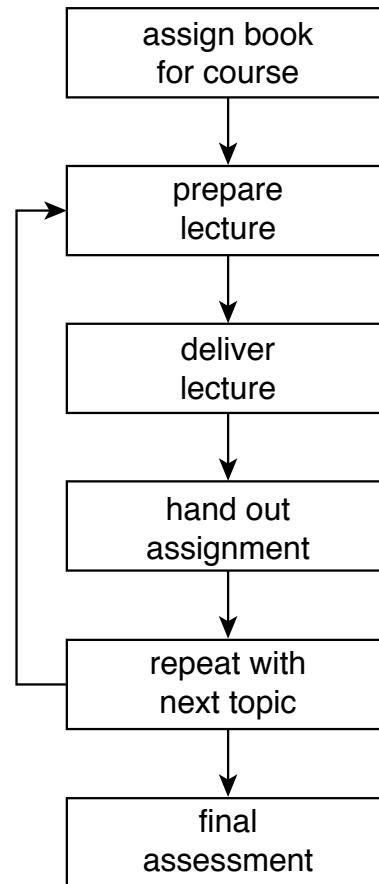 assign book
for course
prepare
lecture
deliver
lecture
hand out
assignment
repeat with
next topic
final
assessment